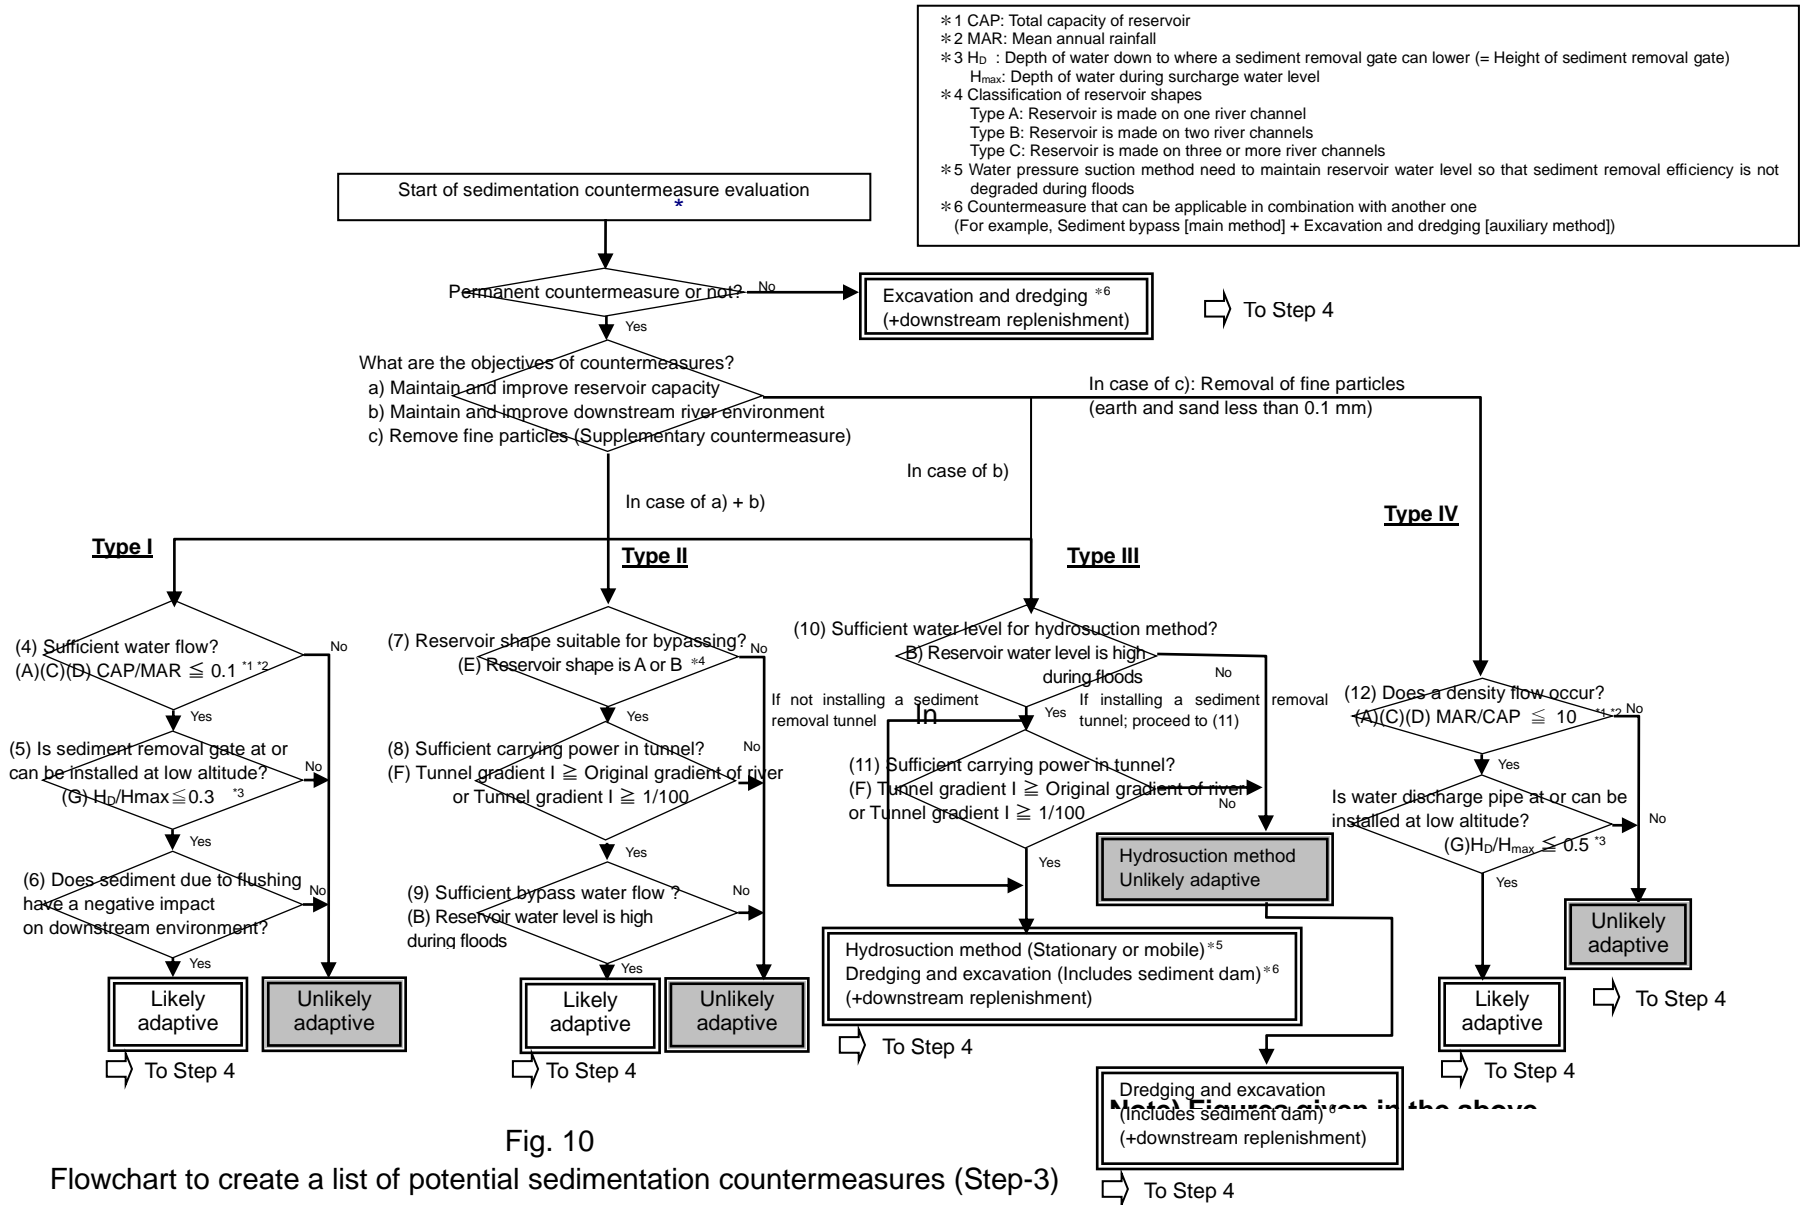 *1 CAP: Total capacity of reservoir
*2 MAR: Mean annual rainfall
*3 HD : Depth of water down to where a sediment removal gate can lower (= Height of sediment removal gate)
Hmax: Depth of water during surcharge water level
*4 Classification of reservoir shapes
Type A: Reservoir is made on one river channel
Type B: Reservoir is made on two river channels
Type C: Reservoir is made on three or more river channels
*5 Water pressure suction method need to maintain reservoir water level so that sediment removal efficiency is not
degraded during floods
*6 Countermeasure that can be applicable in combination with another one
(For example, Sediment bypass [main method] + Excavation and dredging [auxiliary method])
Start of sedimentation countermeasure evaluation
*
Permanent countermeasure or not?
No
Excavation and dredging *6
(+downstream replenishment)
To Step 4
Yes
What are the objectives of countermeasures?
a) Maintain and improve reservoir capacity
b) Maintain and improve downstream river environment
c) Remove fine particles (Supplementary countermeasure)
In case of c): Removal of fine particles
(earth and sand less than 0.1 mm)
In case of b)
In case of a) + b)
Type I
Type II
Type III
Type IV
(4) Sufficient water flow?
(A)(C)(D) CAP/MAR ≦ 0.1 *1 *2
No
Yes
(5) Is sediment removal gate at or
can be installed at low altitude?
(G) HD/Hmax≦0.3 *3
No
Yes
(6) Does sediment due to flushing
have a negative impact
on downstream environment?
No
Yes
Likely
adaptive
To Step 4
Unlikely
adaptive
(7) Reservoir shape suitable for bypassing?
(E) Reservoir shape is A or B *4
No
Yes
(8) Sufficient carrying power in tunnel?
(F) Tunnel gradient I ≧ Original gradient of river
or Tunnel gradient I ≧ 1/100
No
Yes
(9) Sufficient bypass water flow ?
(B) Reservoir water level is high
during floods
No
Yes
Likely
adaptive
To Step 4
Unlikely
adaptive
(10) Sufficient water level for hydrosuction method?
B) Reservoir water level is high
during floods
No
If not installing a sediment
removal tunnel
In
Yes
If installing a sediment removal
tunnel; proceed to (11)
(11) Sufficient carrying power in tunnel?
(F) Tunnel gradient I ≧ Original gradient of river
or Tunnel gradient I ≧ 1/100
No
Yes
Hydrosuction method
Unlikely adaptive
Hydrosuction method (Stationary or mobile)*5
Dredging and excavation (Includes sediment dam)*6
(+downstream replenishment)
To Step 4
Dredging and excavation
(Includes sediment dam) *6
(+downstream replenishment)
To Step 4
(12) Does a density flow occur?
(A)(C)(D) MAR/CAP ≦ 10 *1 *2
No
Yes
Is water discharge pipe at or can be
installed at low altitude?
(G)HD/Hmax ≦ 0.5 *3
No
Yes
Unlikely
adaptive
To Step 4
Likely
adaptive
To Step 4
Note) Figures given in the above
Fig. 10
Flowchart to create a list of potential sedimentation countermeasures (Step-3)